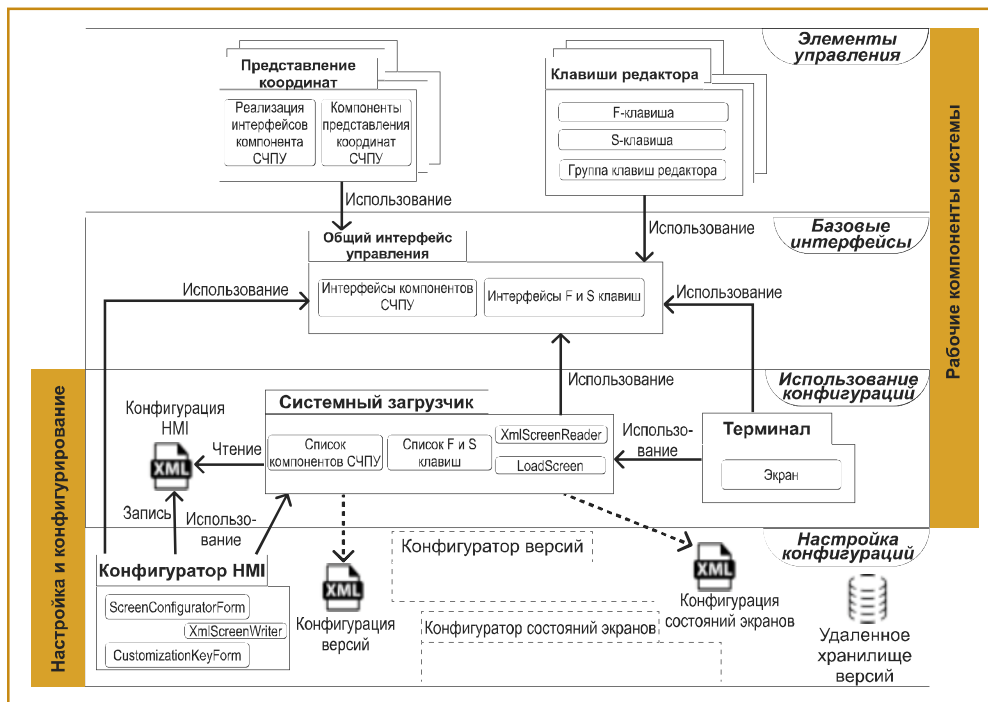 Элементы
управления
Представление
координат
Реализация
интерфейсов
компонента
СЧПУ
Компоненты
представления
координат
СЧПУ
Клавиши редактора
F-клавиша
S-клавиша
Группа клавиш редактора
Использование
Использование
Базовые
интерфейсы
Общий интерфейс
управления
Интерфейсы компонентов
СЧПУ
Интерфейсы F и S клавиш
Использование
Использование
Рабочие компоненты системы
Использование
Использование
конфигураций
Конфигурация
HMI
XML
Чтение
Системный загрузчик
Список
компонентов СЧПУ
Список F и S
клавиш
XmlScreenReader
LoadScreen
Использо-
вание
Терминал
Экран
Запись
Использо-
вание
Настройка и конфигурирование
Настройка
конфигураций
Конфигуратор HMI
ScreenConfiguratorForm
XmlScreenWriter
CustomizationKeyForm
XML
Конфигурация
версий
Конфигуратор версий
Конфигуратор состояний экранов
XML
Конфигурация
состояний экранов
Удаленное
хранилище
версий